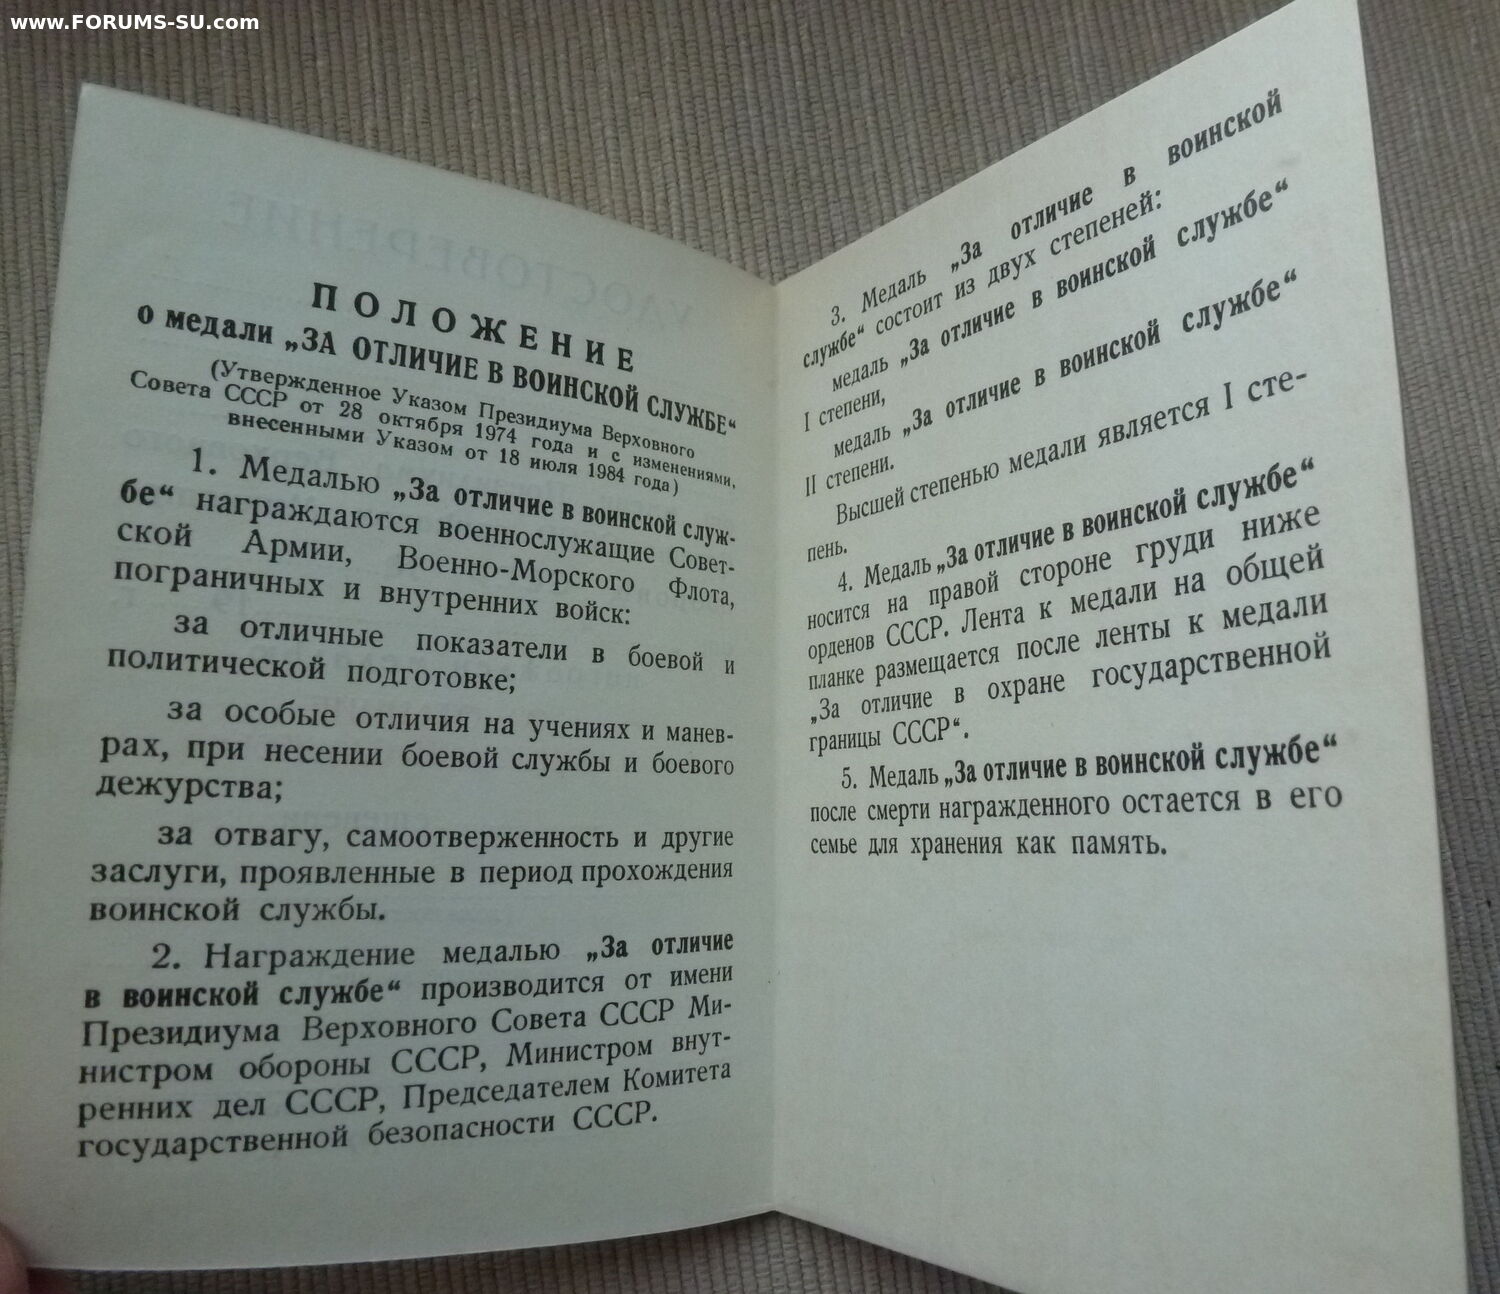 www.FORUMS-SU.com
ПОЛОЖЕНИЕ
о медали „ЗА ОТЛИЧИЕ В ВОИНСКОЙ СЛУЖБЕ“
(Утвержденное Указом Президиума Верховного
Совета СССР от 28 октября 1974 года и с изменениями,
внесенными Указом от 18 июля 1984 года)
1. Медалью „За отличие в воинской служ-
бе“ награждаются военнослужащие Совет-
ской Армии, Военно-Морского Флота,
пограничных и внутренних войск:
за отличные показатели в боевой и
политической подготовке;
за особые отличия на учениях и манев-
рах, при несении боевой службы и боевого
дежурства;
за отвагу, самоотверженность и другие
заслуги, проявленные в период прохождения
воинской службы.
2. Награждение медалью „За отличие
в воинской службе“ производится от имени
Президиума Верховного Совета СССР Ми-
нистром обороны СССР, Министром внут-
ренних дел СССР, Председателем Комитета
государственной безопасности СССР.
3. Медаль „За отличие в воинской
службе“ состоит из двух степеней:
медаль „За отличие в воинской службе“
I степени,
медаль „За отличие в воинской службе“
II степени.
Высшей степенью медали является I сте-
пень.
4. Медаль „За отличие в воинской службе“
носится на правой стороне груди ниже
орденов СССР. Лента к медали на общей
планке размещается после ленты к медали
„За отличие в охране государственной
границы СССР“.
5. Медаль „За отличие в воинской службе“
после смерти награжденного остается в его
семье для хранения как память.